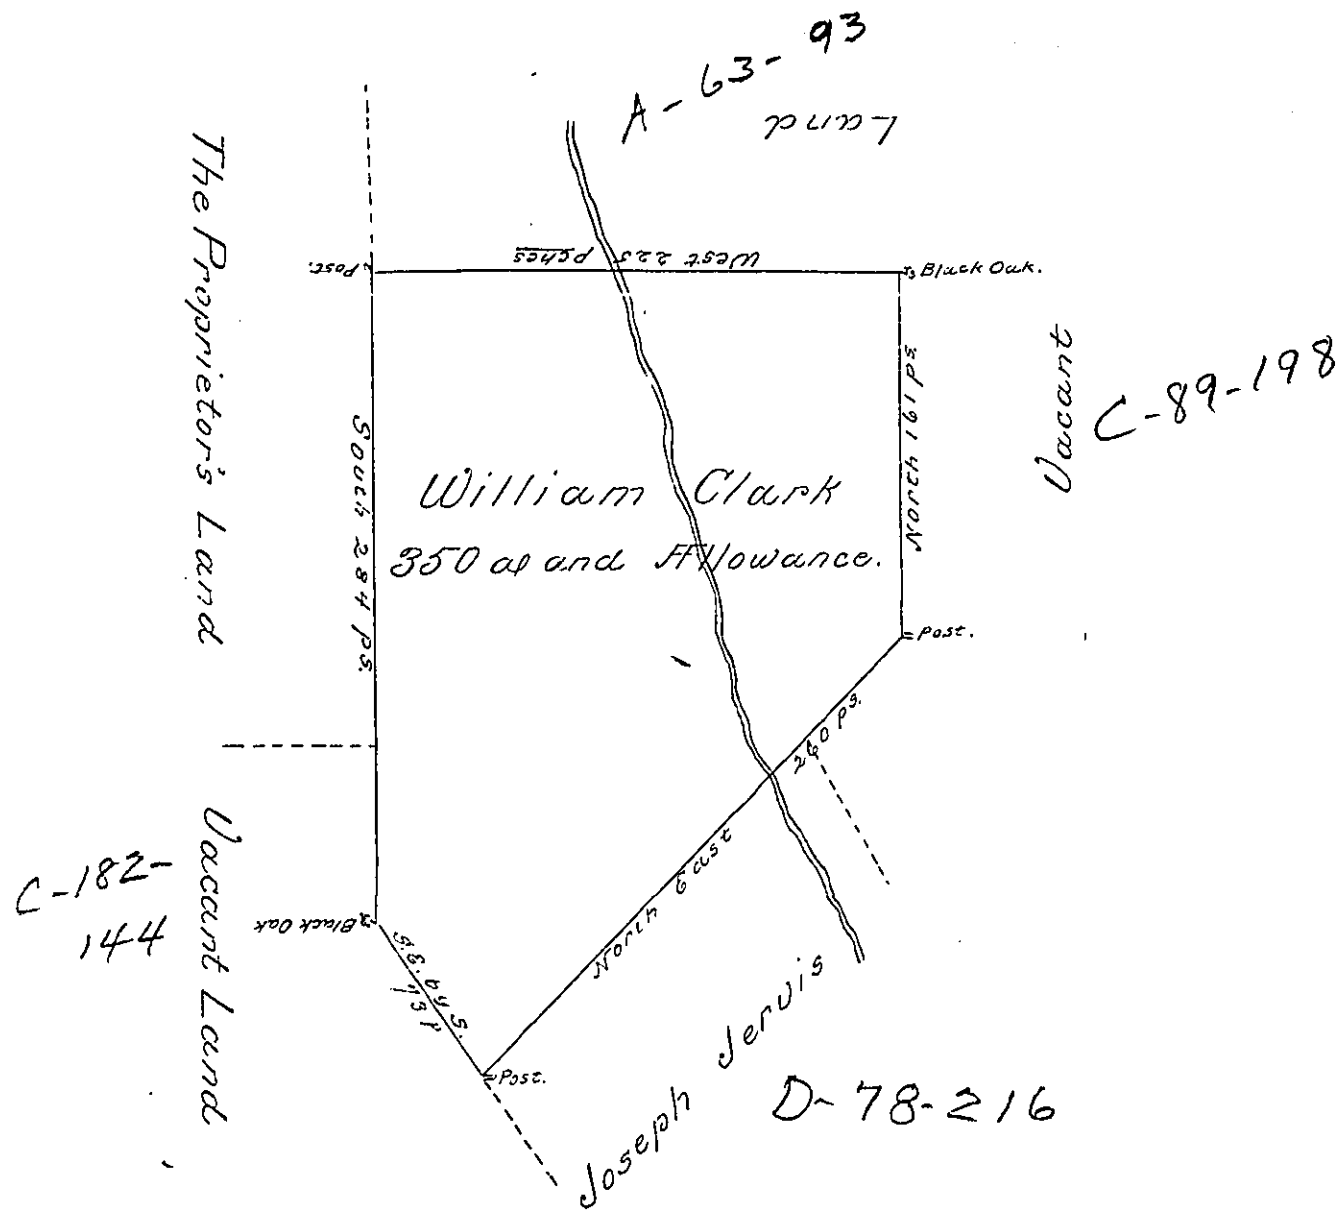 A-63-93
Land
West 225 pches
Post.
Black Oak.
The Proprietor's Land
South 284 ps.
North 161 ps
Vacant
C-89-198
William Clark
350 a and Allowance.
Post.
260 ps.
North East
Vacant Land
C-182-
144
Black Oak
S.E. by S.
73 P
Post.
Joseph Jervis
D-78-216